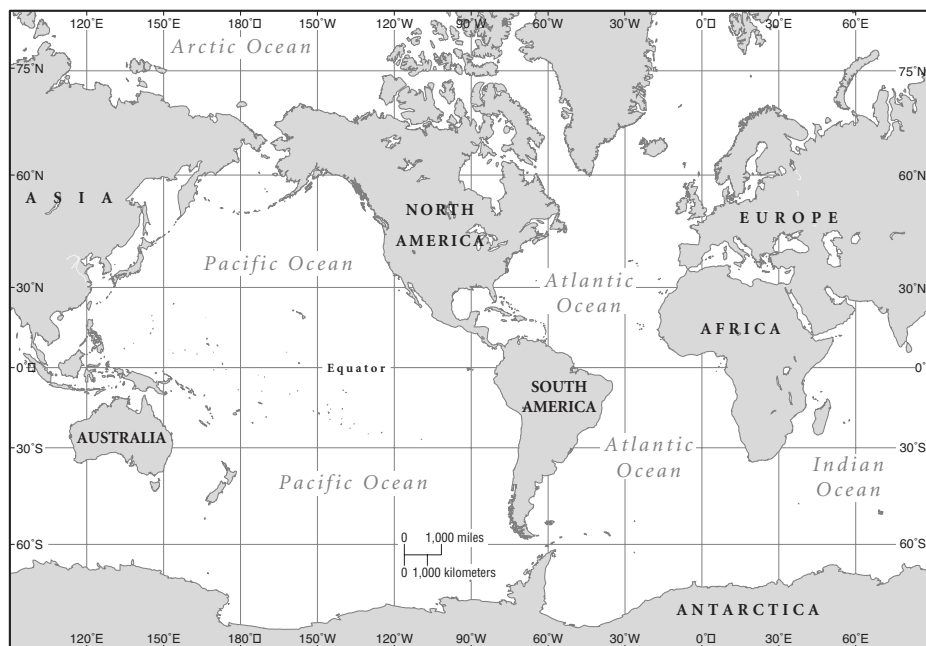 120°E 150°E 180° 150°W 120°W 90°W 60°W 30°W 0° 30°E 60°E
Arctic Ocean
75°N 75°N
60°N 60°N
A S I A
NORTH
AMERICA
EUROPE
Pacific Ocean
Atlantic
Ocean
30°N 30°N
AFRICA
0° Equator 0°
SOUTH
AMERICA
AUSTRALIA
30°S 30°S
Atlantic
Ocean
Indian
Ocean
Pacific Ocean
0 1,000 miles
0 1,000 kilometers
60°S 60°S
ANTARCTICA
120°E 150°E 180° 150°W 120°W 90°W 60°W 30°W 0° 30°E 60°E